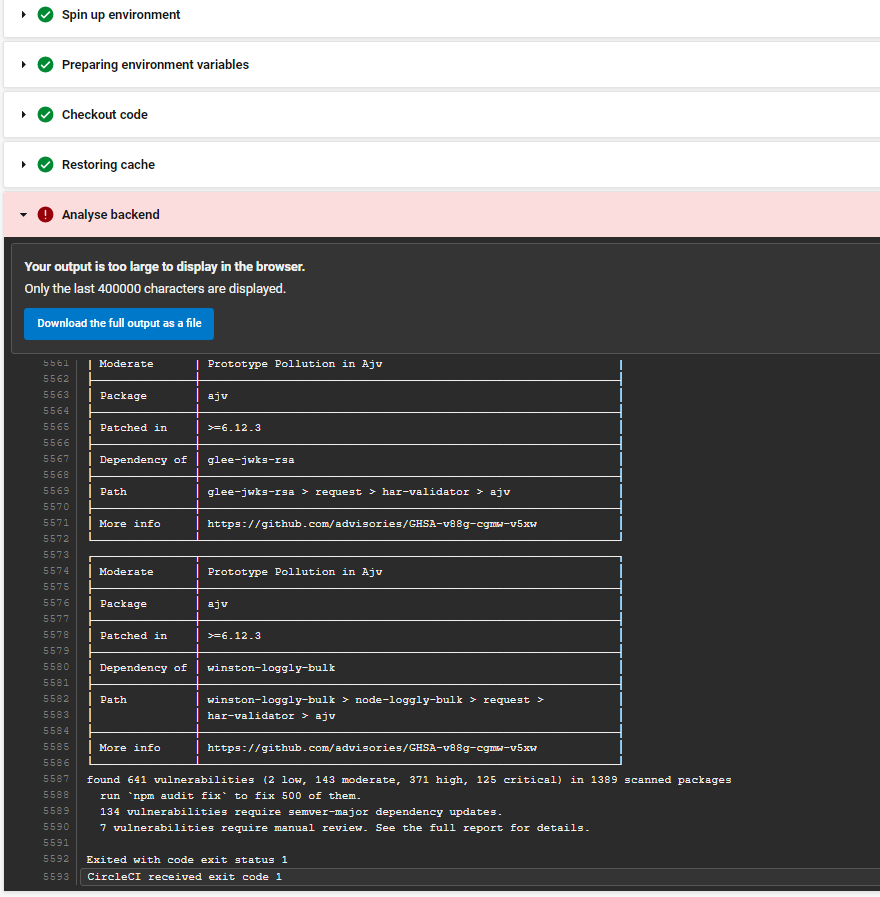 Spin up environment
Preparing environment variables
Checkout code
Restoring cache
Analyse backend
Your output is too large to display in the browser.
Only the last 400000 characters are displayed.
Download the full output as a file
5561 Moderate Prototype Pollution in Ajv
5562
5563 Package ajv
5564
5565 Patched in >=6.12.3
5566
5567 Dependency of glee-jwks-rsa
5568
5569 Path glee-jwks-rsa > request > har-validator > ajv
5570
5571 More info https://github.com/advisories/GHSA-v88g-cgmw-v5xw
5572
5573
5574 Moderate Prototype Pollution in Ajv
5575
5576 Package ajv
5577
5578 Patched in >=6.12.3
5579
5580 Dependency of winston-loggly-bulk
5581
5582 Path winston-loggly-bulk > node-loggly-bulk > request >
5583 har-validator > ajv
5584
5585 More info https://github.com/advisories/GHSA-v88g-cgmw-v5xw
5586
5587 found 641 vulnerabilities (2 low, 143 moderate, 371 high, 125 critical) in 1389 scanned packages
5588 run `npm audit fix` to fix 500 of them.
5589 134 vulnerabilities require semver-major dependency updates.
5590 7 vulnerabilities require manual review. See the full report for details.
5591
5592 Exited with code exit status 1
5593 CircleCI received exit code 1